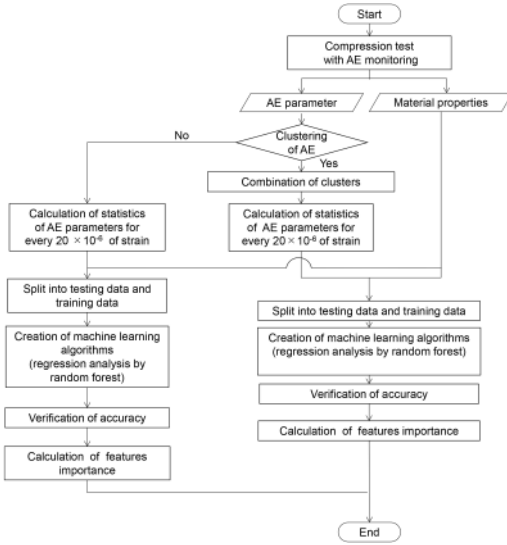 Start
Compression test
with AE monitoring
AE parameter
Material properties
Clustering
of AE
No
Yes
Combination of clusters
Calculation of statistics
of AE parameters for
every 20 × 10⁻⁶ of strain
Calculation of statistics
of AE parameters for
every 20 × 10⁻⁶ of strain
Split into testing data and
training data
Creation of machine learning
algorithms
(regression analysis by
random forest)
Verification of accuracy
Calculation of features
importance
Split into testing data and training data
Creation of machine learning algorithms
(regression analysis by random forest)
Verification of accuracy
Calculation of features importance
End